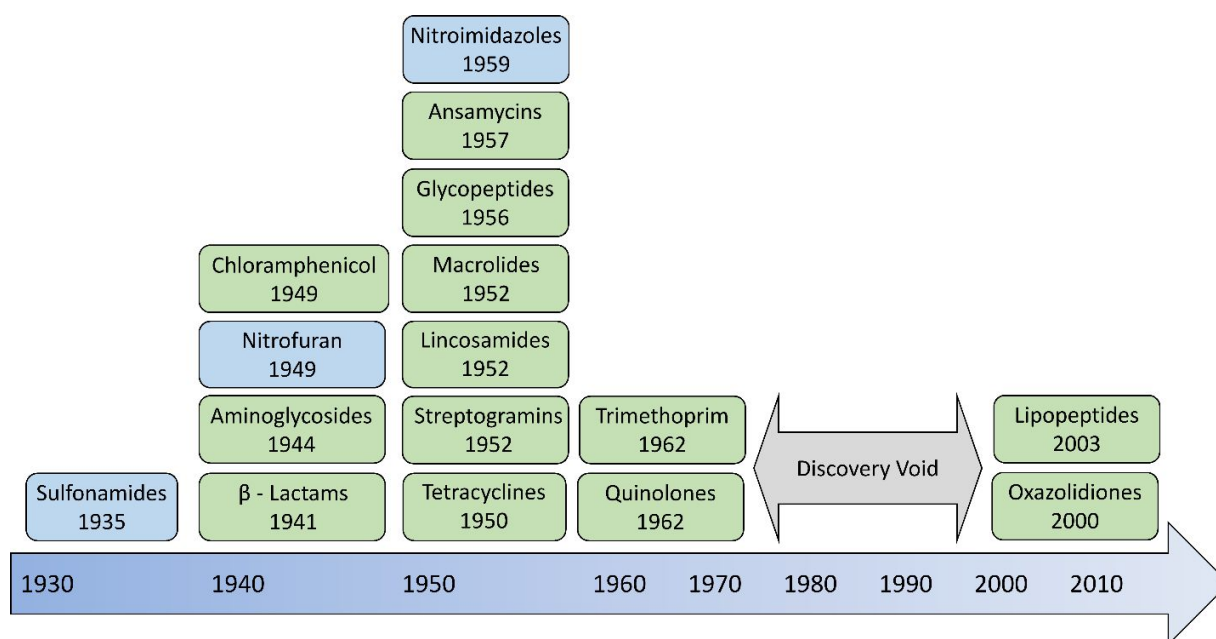 Nitroimidazoles
1959
Ansamycins
1957
Glycopeptides
1956
Chloramphenicol
1949
Macrolides
1952
Nitrofuran
1949
Lincosamides
1952
Aminoglycosides
1944
Streptogramins
1952
Trimethoprim
1962
Discovery Void
Lipopeptides
2003
Sulfonamides
1935
β - Lactams
1941
Tetracyclines
1950
Quinolones
1962
Oxazolidiones
2000
1930 1940 1950 1960 1970 1980 1990 2000 2010